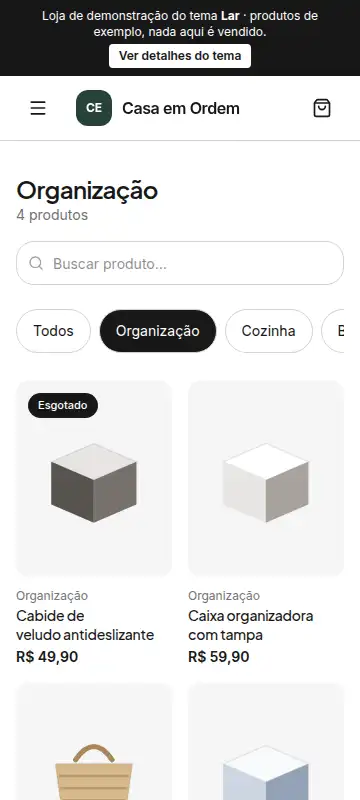 Loja de demonstração do tema Lar · produtos de
exemplo, nada aqui é vendido.
Ver detalhes do tema
CE
Casa em Ordem
Organização
4 produtos
Buscar produto...
Todos
Organização
Cozinha
B
Esgotado
Organização
Cabide de
veludo antideslizante
R$ 49,90
Organização
Caixa organizadora
com tampa
R$ 59,90